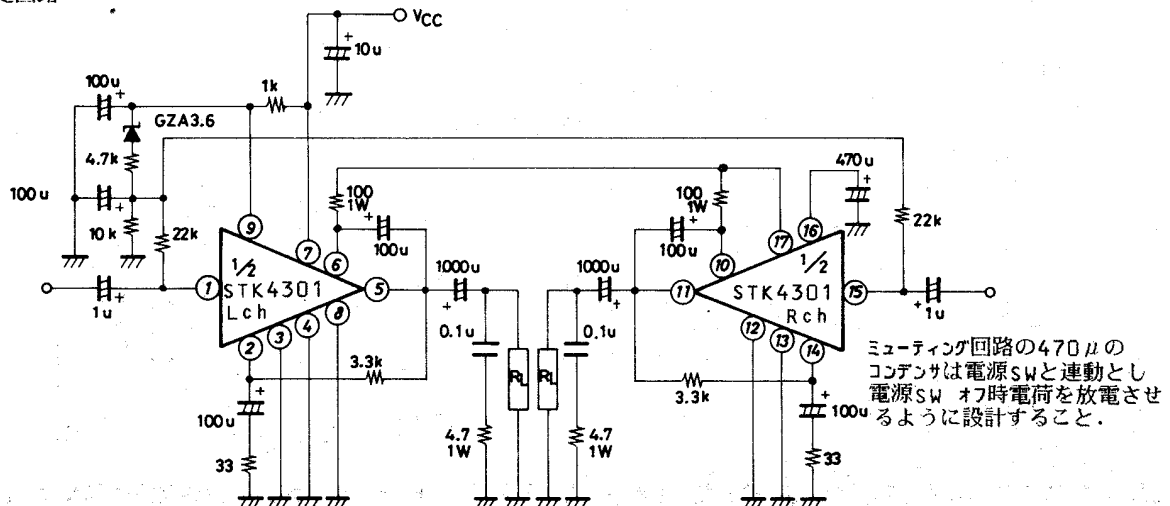 VCC
10u
100u
1k
GZA3.6
4.7k
100u
10k
22k
1u
100
1W
100u
1000u
0.1u
4.7
1W
3.3k
100u
33
1/2
STK4301
Lch
1
2
3
4
5
6
7
8
9
RL
RL
1000u
0.1u
4.7
1W
100
1W
100u
470u
22k
1u
3.3k
100u
33
1/2
STK4301
Rch
10
11
12
13
14
15
16
17
ミューティング回路の470μの
コンデンサは電源SWと連動とし
電源SW オフ時電荷を放電させ
るように設計すること.